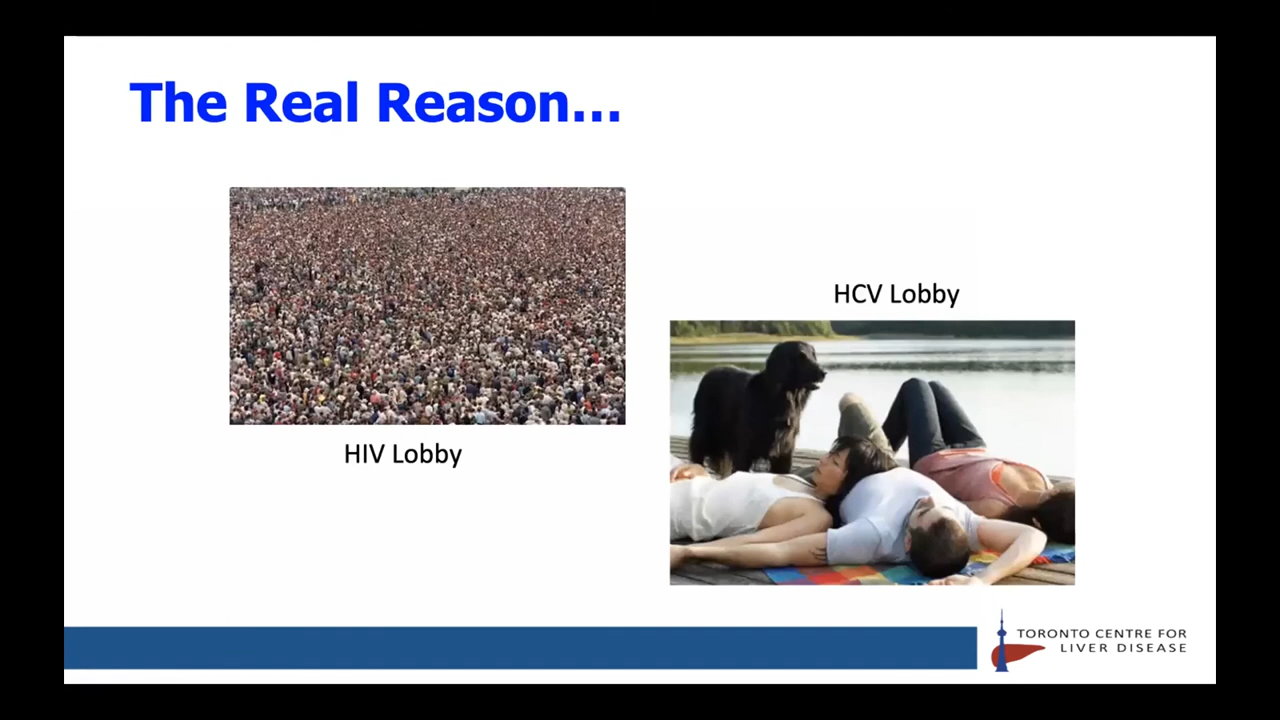 The Real Reason...
HCV Lobby
HIV Lobby
TORONTO CENTRE FOR
LIVER DISEASE